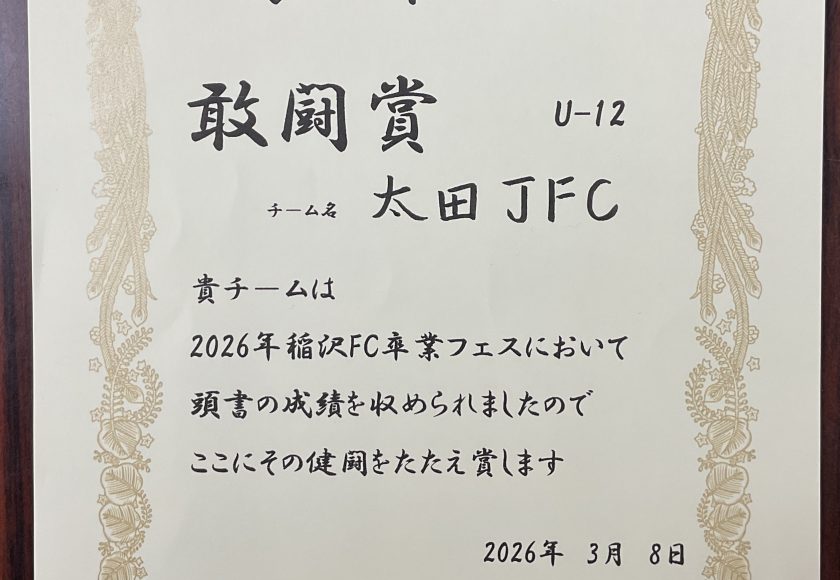 敢闘賞 U-12
チーム名 太田JFC
貴チームは
2026年稲沢FC卒業フェスにおいて
頭書の成績を収められましたので
ここにその健闘をたたえ賞します
2026年 3月 8日